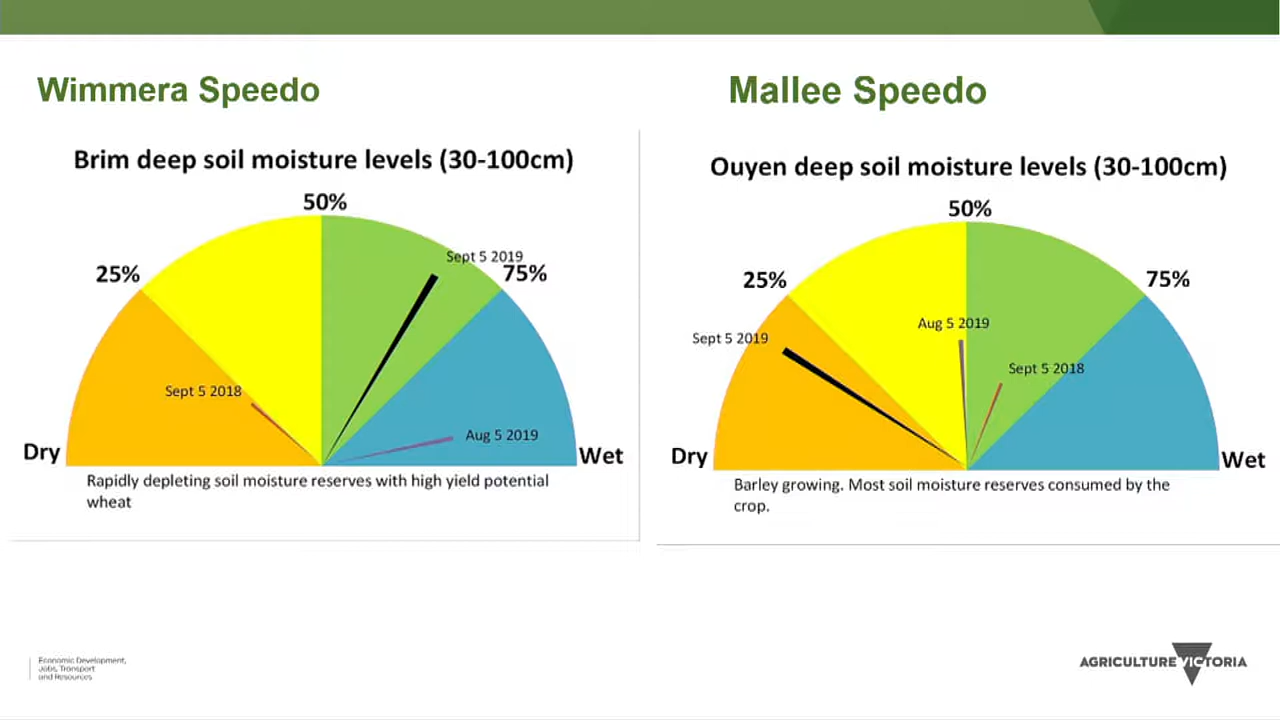 Wimmera Speedo
Brim deep soil moisture levels (30-100cm)
50%
Sept 5 2019
25%
75%
Sept 5 2018
Aug 5 2019
Dry
Wet
Rapidly depleting soil moisture reserves with high yield potential
wheat
Mallee Speedo
Ouyen deep soil moisture levels (30-100cm)
50%
25%
75%
Aug 5 2019
Sept 5 2019
Sept 5 2018
Dry
Wet
Barley growing. Most soil moisture reserves consumed by the
crop.
Economic Development,
Jobs, Transport
and Resources
AGRICULTURE VICTORIA